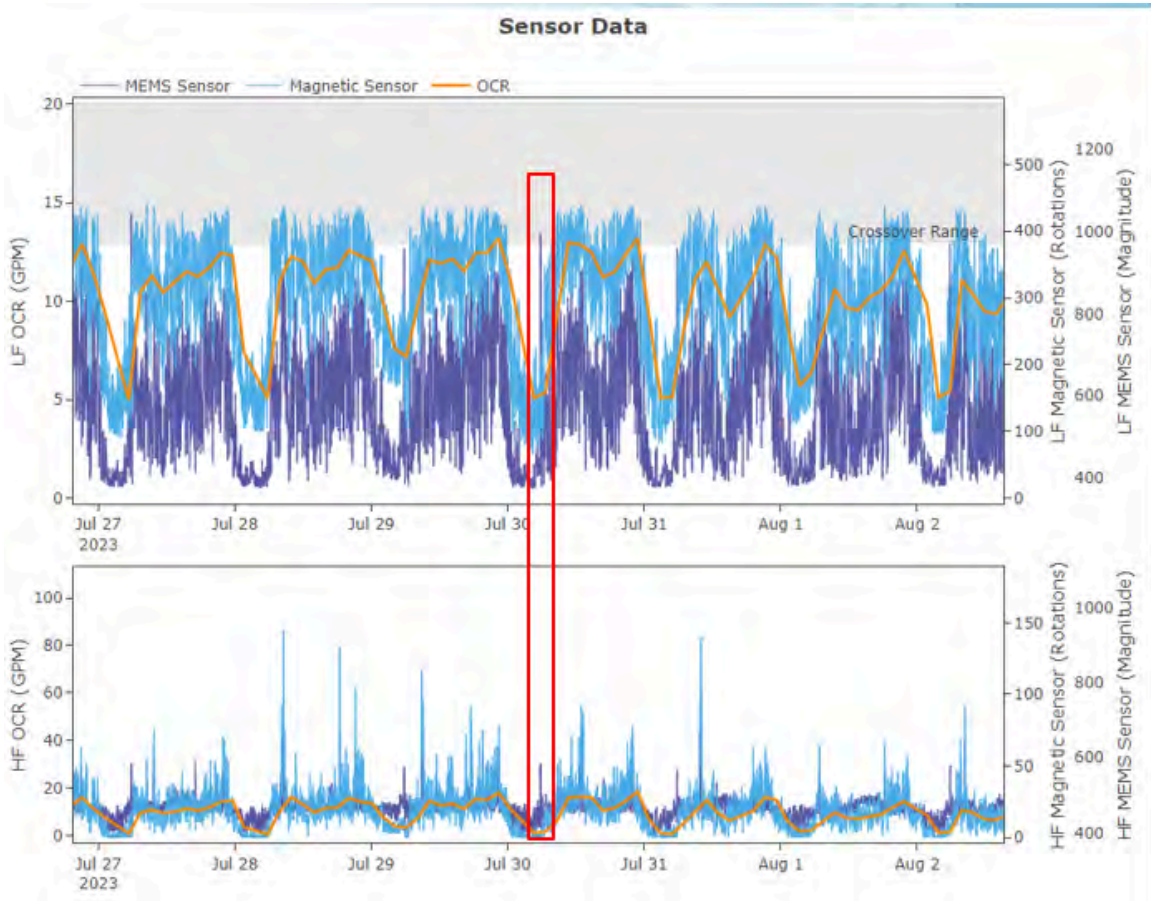 Sensor Data
MEMS Sensor Magnetic Sensor OCR
20
15
10
5
0
LF OCR (GPM)
500
400
300
200
100
0
LF Magnetic Sensor (Rotations)
1200
1000
800
600
400
LF MEMS Sensor (Magnitude)
Crossover Range
Jul 27 Jul 28 Jul 29 Jul 30 Jul 31 Aug 1 Aug 2
2023
100
80
60
40
20
0
HF OCR (GPM)
150
100
50
0
HF Magnetic Sensor (Rotations)
1000
800
600
400
HF MEMS Sensor (Magnitude)
Jul 27 Jul 28 Jul 29 Jul 30 Jul 31 Aug 1 Aug 2
2023